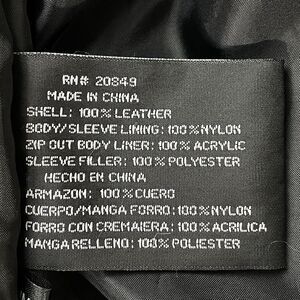 RN# 20849
MADE IN CHINA
SHELL: 100% LEATHER
BODY/SLEEVE LINING: 100% NYLON
ZIP OUT BODY LINER: 100% ACRYLIC
SLEEVE FILLER: 100% POLYESTER
HECHO EN CHINA
ARMAZON: 100% CUERO
CUERPO/MANGA FORRO: 100% NYLON
FORRO CON CREMAIERA: 100% ACRILICA
MANGA RELLENO: 100% POLIESTER